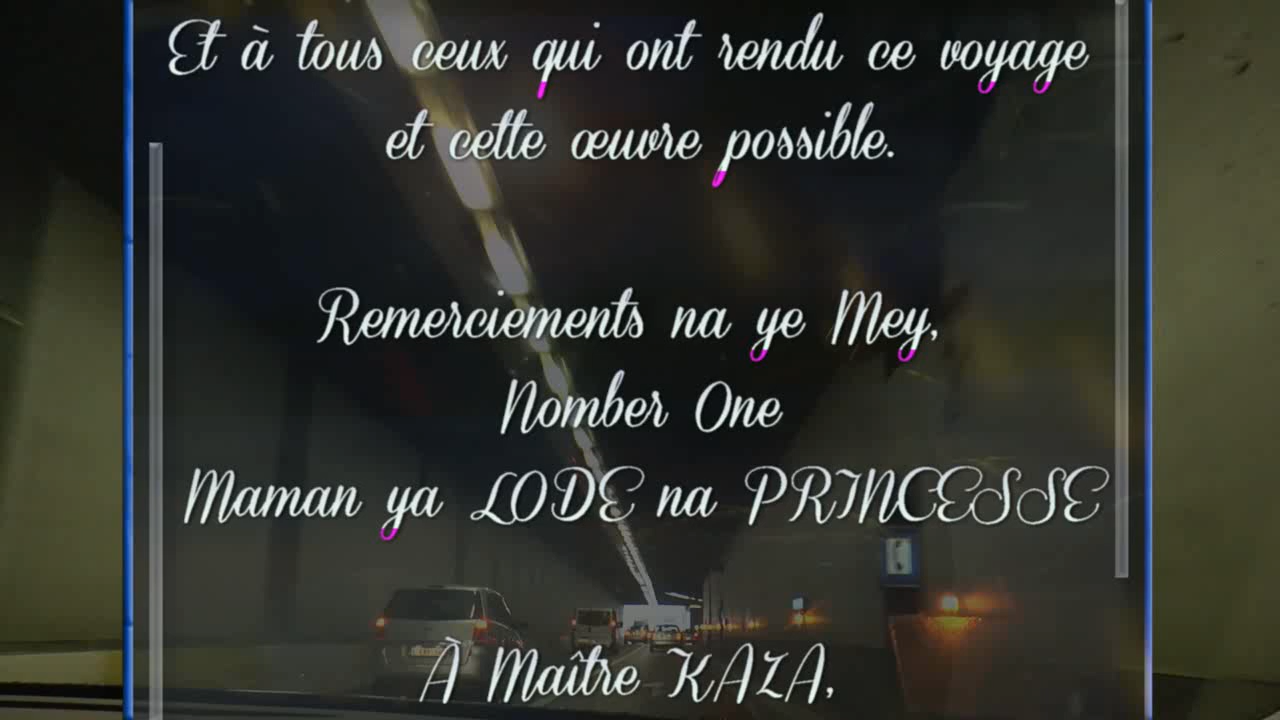 Et à tous ceux qui ont rendu ce voyage
et cette œuvre possible.
Remerciements na ye Mey,
Nomber One
Maman ya LODE na PRINCESSE
À Maître KAZA,